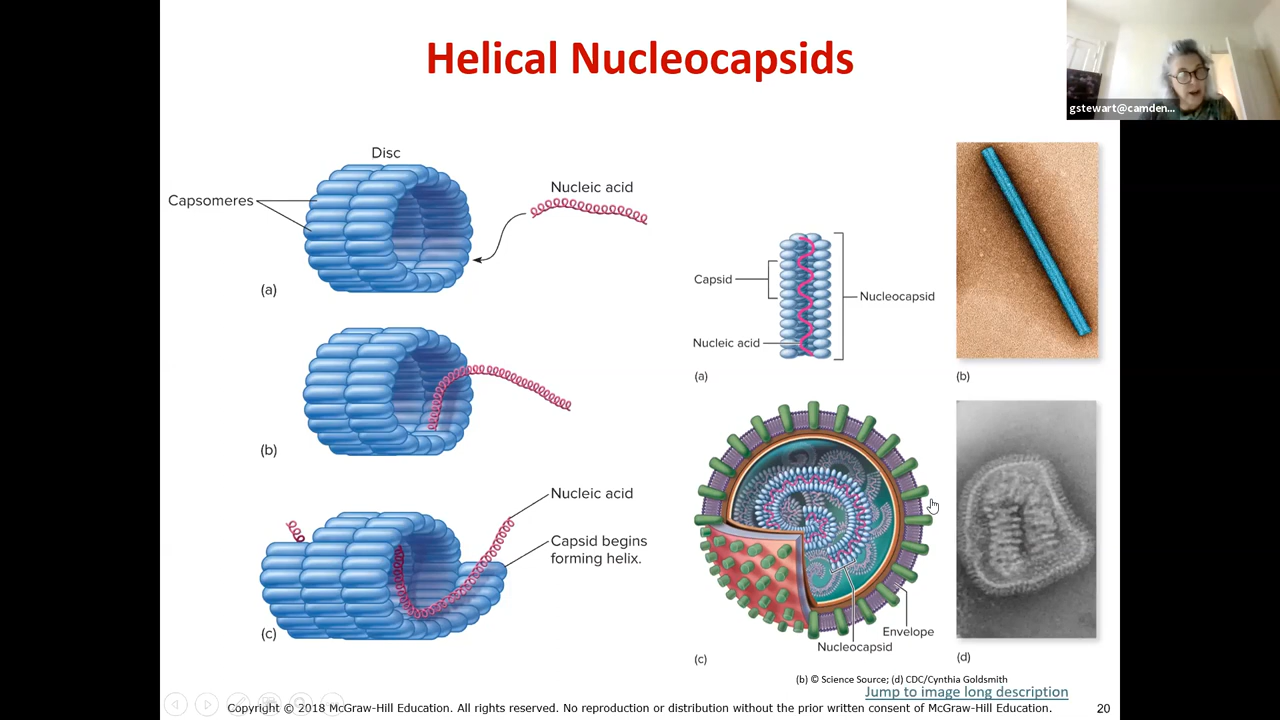 Helical Nucleocapsids
gstewart@camden...
Disc
Capsomeres
Nucleic acid
(a)
(b)
Nucleic acid
Capsid begins
forming helix.
(c)
Capsid
Nucleocapsid
Nucleic acid
(a)
(b)
Envelope
Nucleocapsid
(c)
(d)
(b) © Science Source; (d) CDC/Cynthia Goldsmith
Jump to image long description
Copyright © 2018 McGraw-Hill Education. All rights reserved. No reproduction or distribution without the prior written consent of McGraw-Hill Education.
20